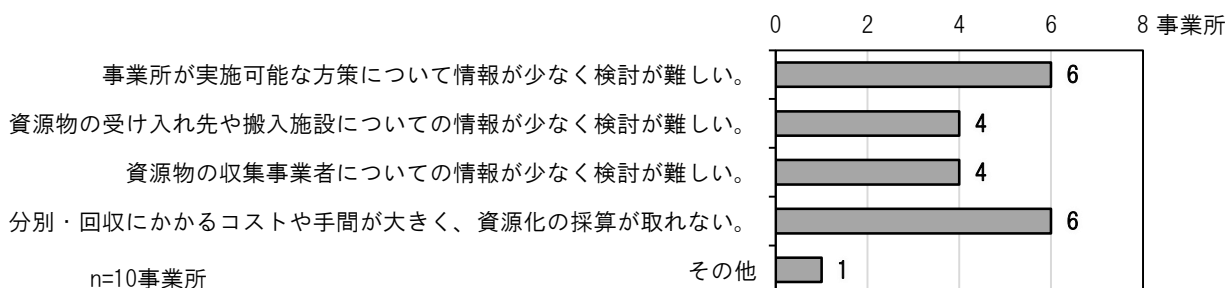 0 2 4 6 8 事業所
事業所が実施可能な方策について情報が少なく検討が難しい。 6
資源物の受け入れ先や搬入施設についての情報が少なく検討が難しい。 4
資源物の収集事業者についての情報が少なく検討が難しい。 4
分別・回収にかかるコストや手間が大きく、資源化の採算が取れない。 6
その他 1
n=10事業所